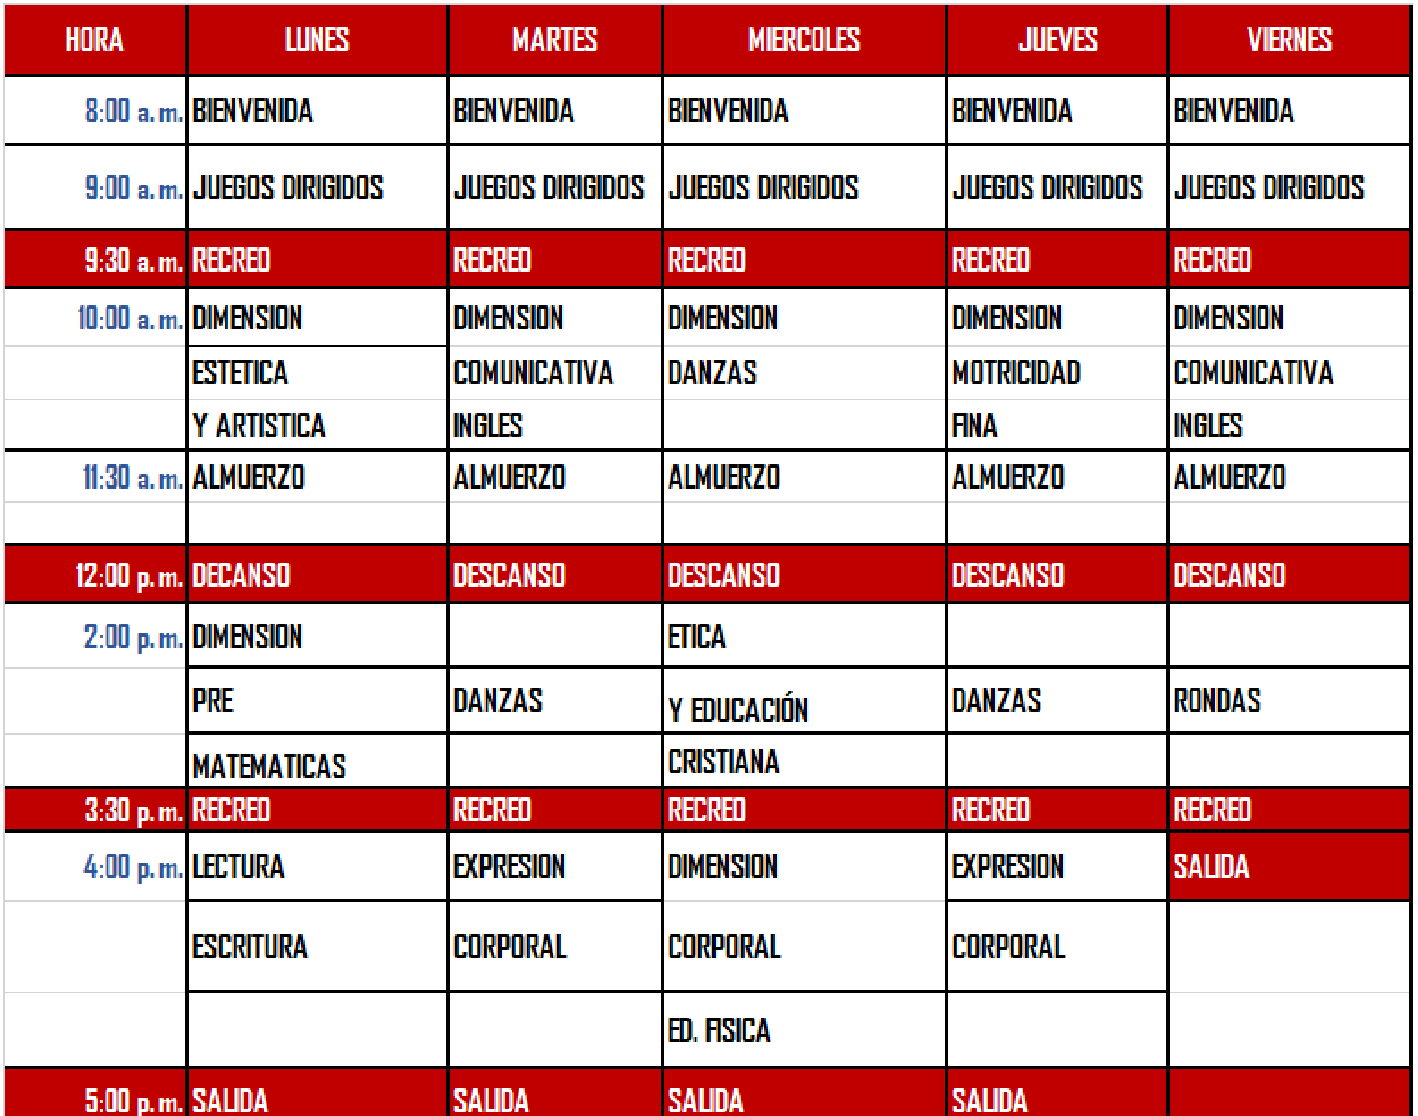 HORA LUNES MARTES MIERCOLES JUEVES VIERNES
8:00 a. m. BIENVENIDA BIENVENIDA BIENVENIDA BIENVENIDA BIENVENIDA
9:00 a. m. JUEGOS DIRIGIDOS JUEGOS DIRIGIDOS JUEGOS DIRIGIDOS JUEGOS DIRIGIDOS JUEGOS DIRIGIDOS
9:30 a. m. RECREO RECREO RECREO RECREO RECREO
10:00 a. m. DIMENSION DIMENSION DIMENSION DIMENSION DIMENSION
ESTETICA COMUNICATIVA DANZAS MOTRICIDAD COMUNICATIVA
Y ARTISTICA INGLES FINA INGLES
11:30 a. m. ALMUERZO ALMUERZO ALMUERZO ALMUERZO ALMUERZO
12:00 p. m. DECANSO DESCANSO DESCANSO DESCANSO DESCANSO
2:00 p. m. DIMENSION ETICA
PRE DANZAS Y EDUCACIÓN DANZAS RONDAS
MATEMATICAS CRISTIANA
3:30 p. m. RECREO RECREO RECREO RECREO RECREO
4:00 p. m. LECTURA EXPRESION DIMENSION EXPRESION SALIDA
ESCRITURA CORPORAL CORPORAL CORPORAL
ED. FISICA
5:00 p. m. SALIDA SALIDA SALIDA SALIDA